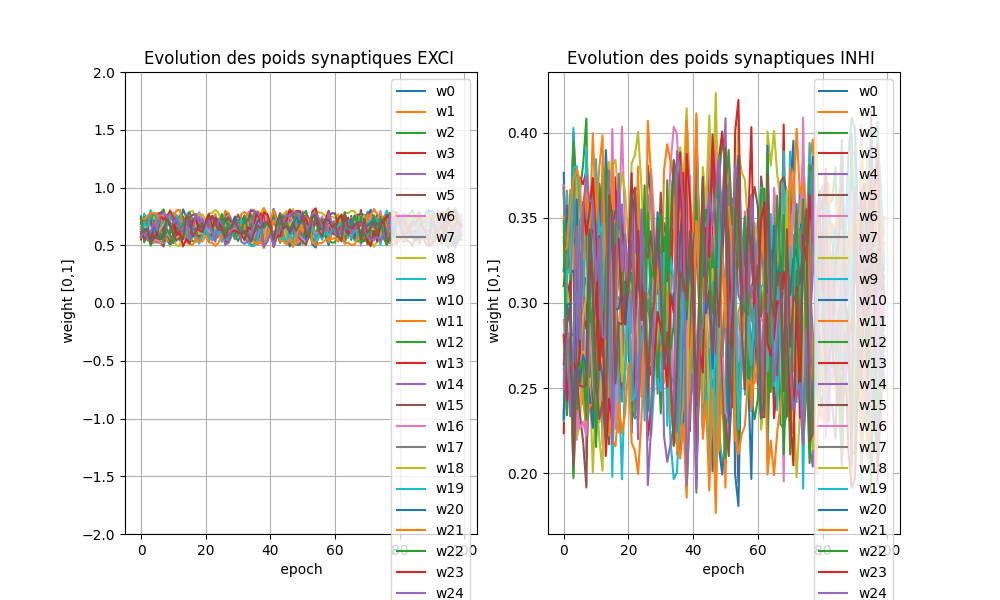 Evolution des poids synaptiques EXCI
weight [0,1]
2.0
1.5
1.0
0.5
0.0
−0.5
−1.0
−1.5
−2.0
0
20
40
60
80
100
epoch
w0
w1
w2
w3
w4
w5
w6
w7
w8
w9
w10
w11
w12
w13
w14
w15
w16
w17
w18
w19
w20
w21
w22
w23
w24
Evolution des poids synaptiques INHI
weight [0,1]
0.40
0.35
0.30
0.25
0.20
0
20
40
60
80
100
epoch
w0
w1
w2
w3
w4
w5
w6
w7
w8
w9
w10
w11
w12
w13
w14
w15
w16
w17
w18
w19
w20
w21
w22
w23
w24